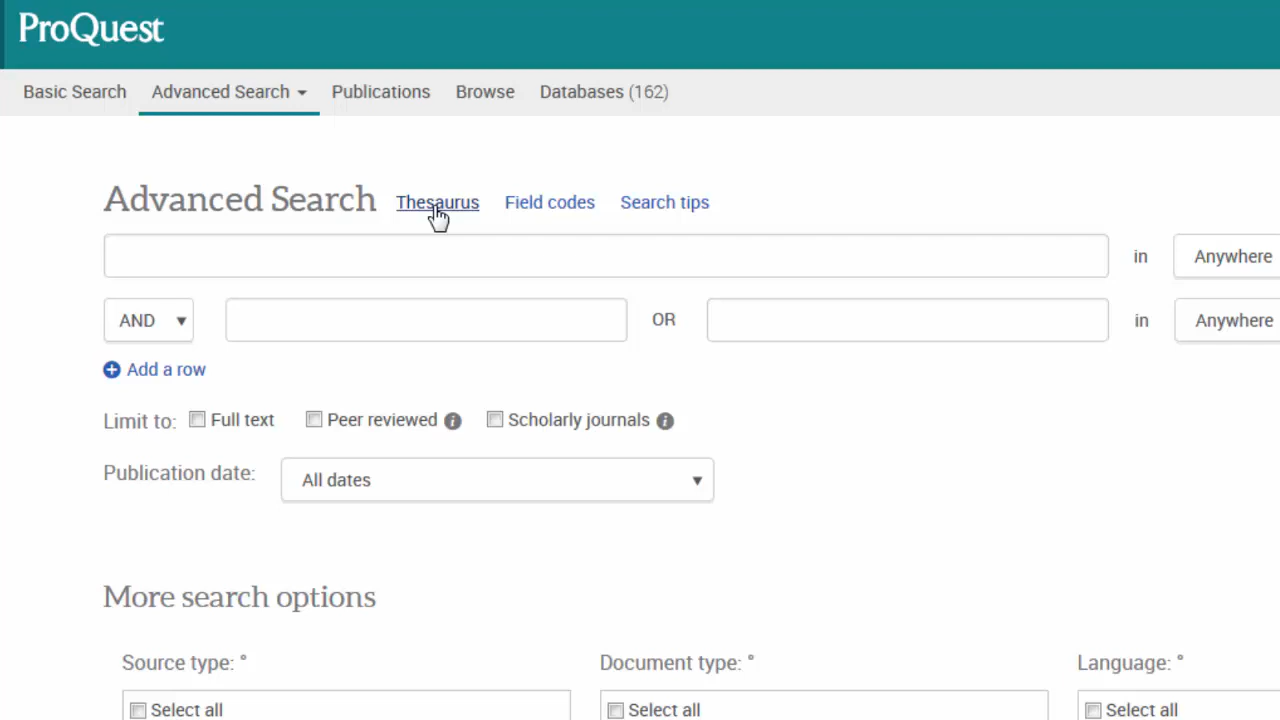 ProQuest
Basic Search Advanced Search Publications Browse Databases (162)
Advanced Search Thesaurus Field codes Search tips
in Anywhere
AND OR in Anywhere
Add a row
Limit to: Full text Peer reviewed i Scholarly journals i
Publication date: All dates
More search options
Source type: ° Document type: ° Language: °
Select all Select all Select all